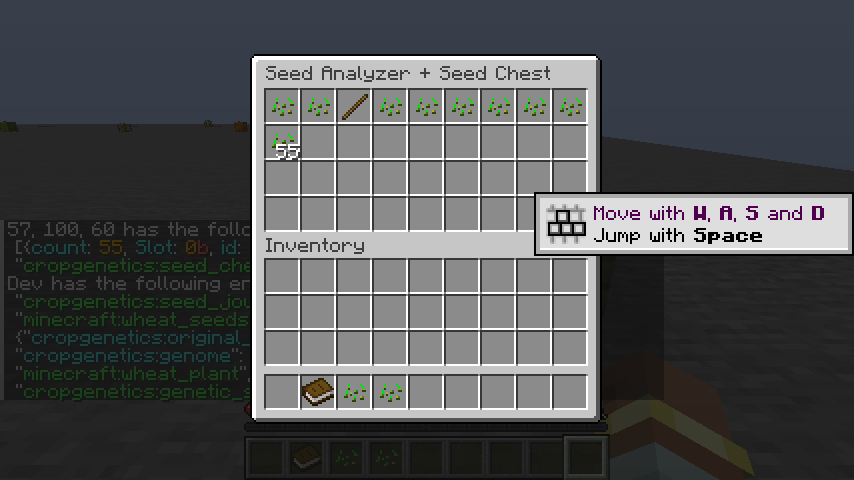 Seed Analyzer + Seed Chest
55
Move with W, A, S and D
Jump with Space
57, 100, 60 has the follo
[{count: 55, Slot: 0b, id:
"cropgenetics:seed_che
Dev has the following en
"cropgenetics:seed_jou
"minecraft:wheat_seeds
{"cropgenetics:original_
"cropgenetics:genome":
"minecraft:wheat_plant"
"cropgenetics:genetic_s
Inventory